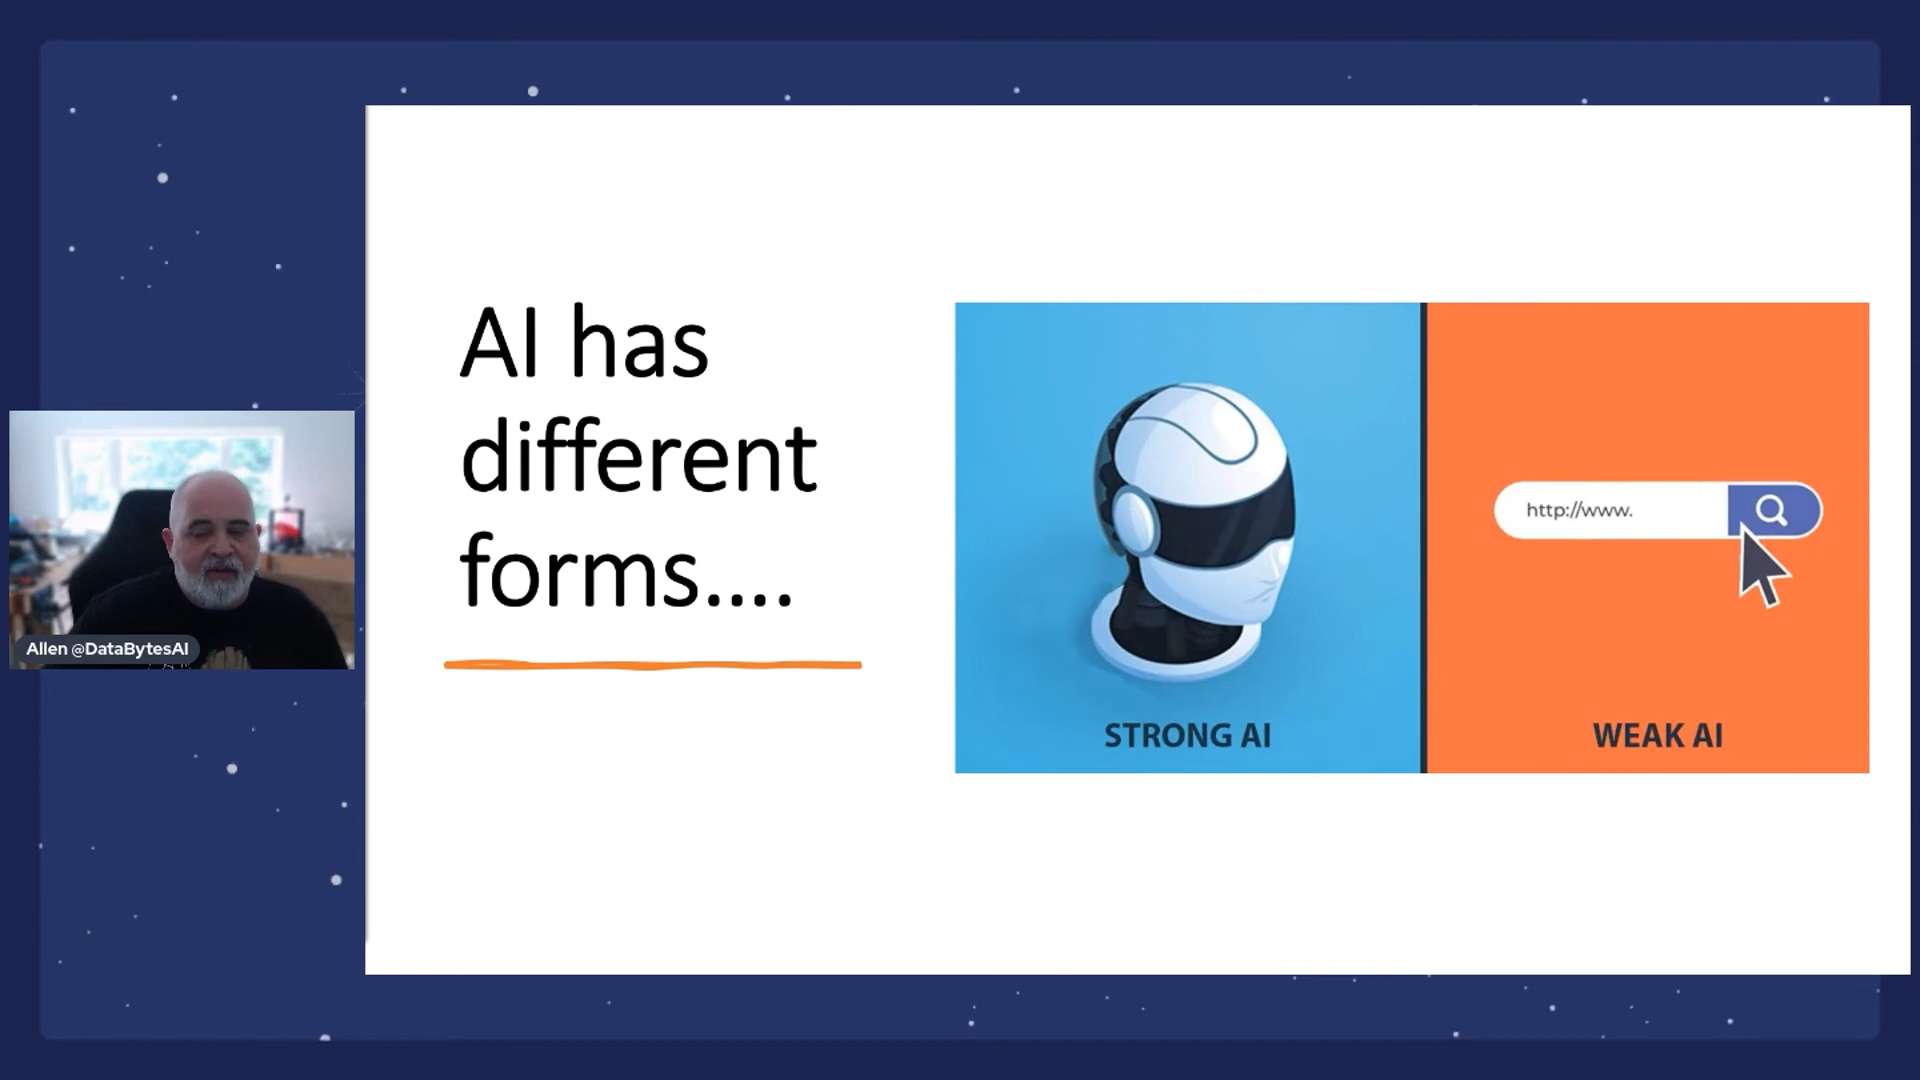 AI has
different
forms....
http://www.
STRONG AI
WEAK AI
Allen @DataBytesAI